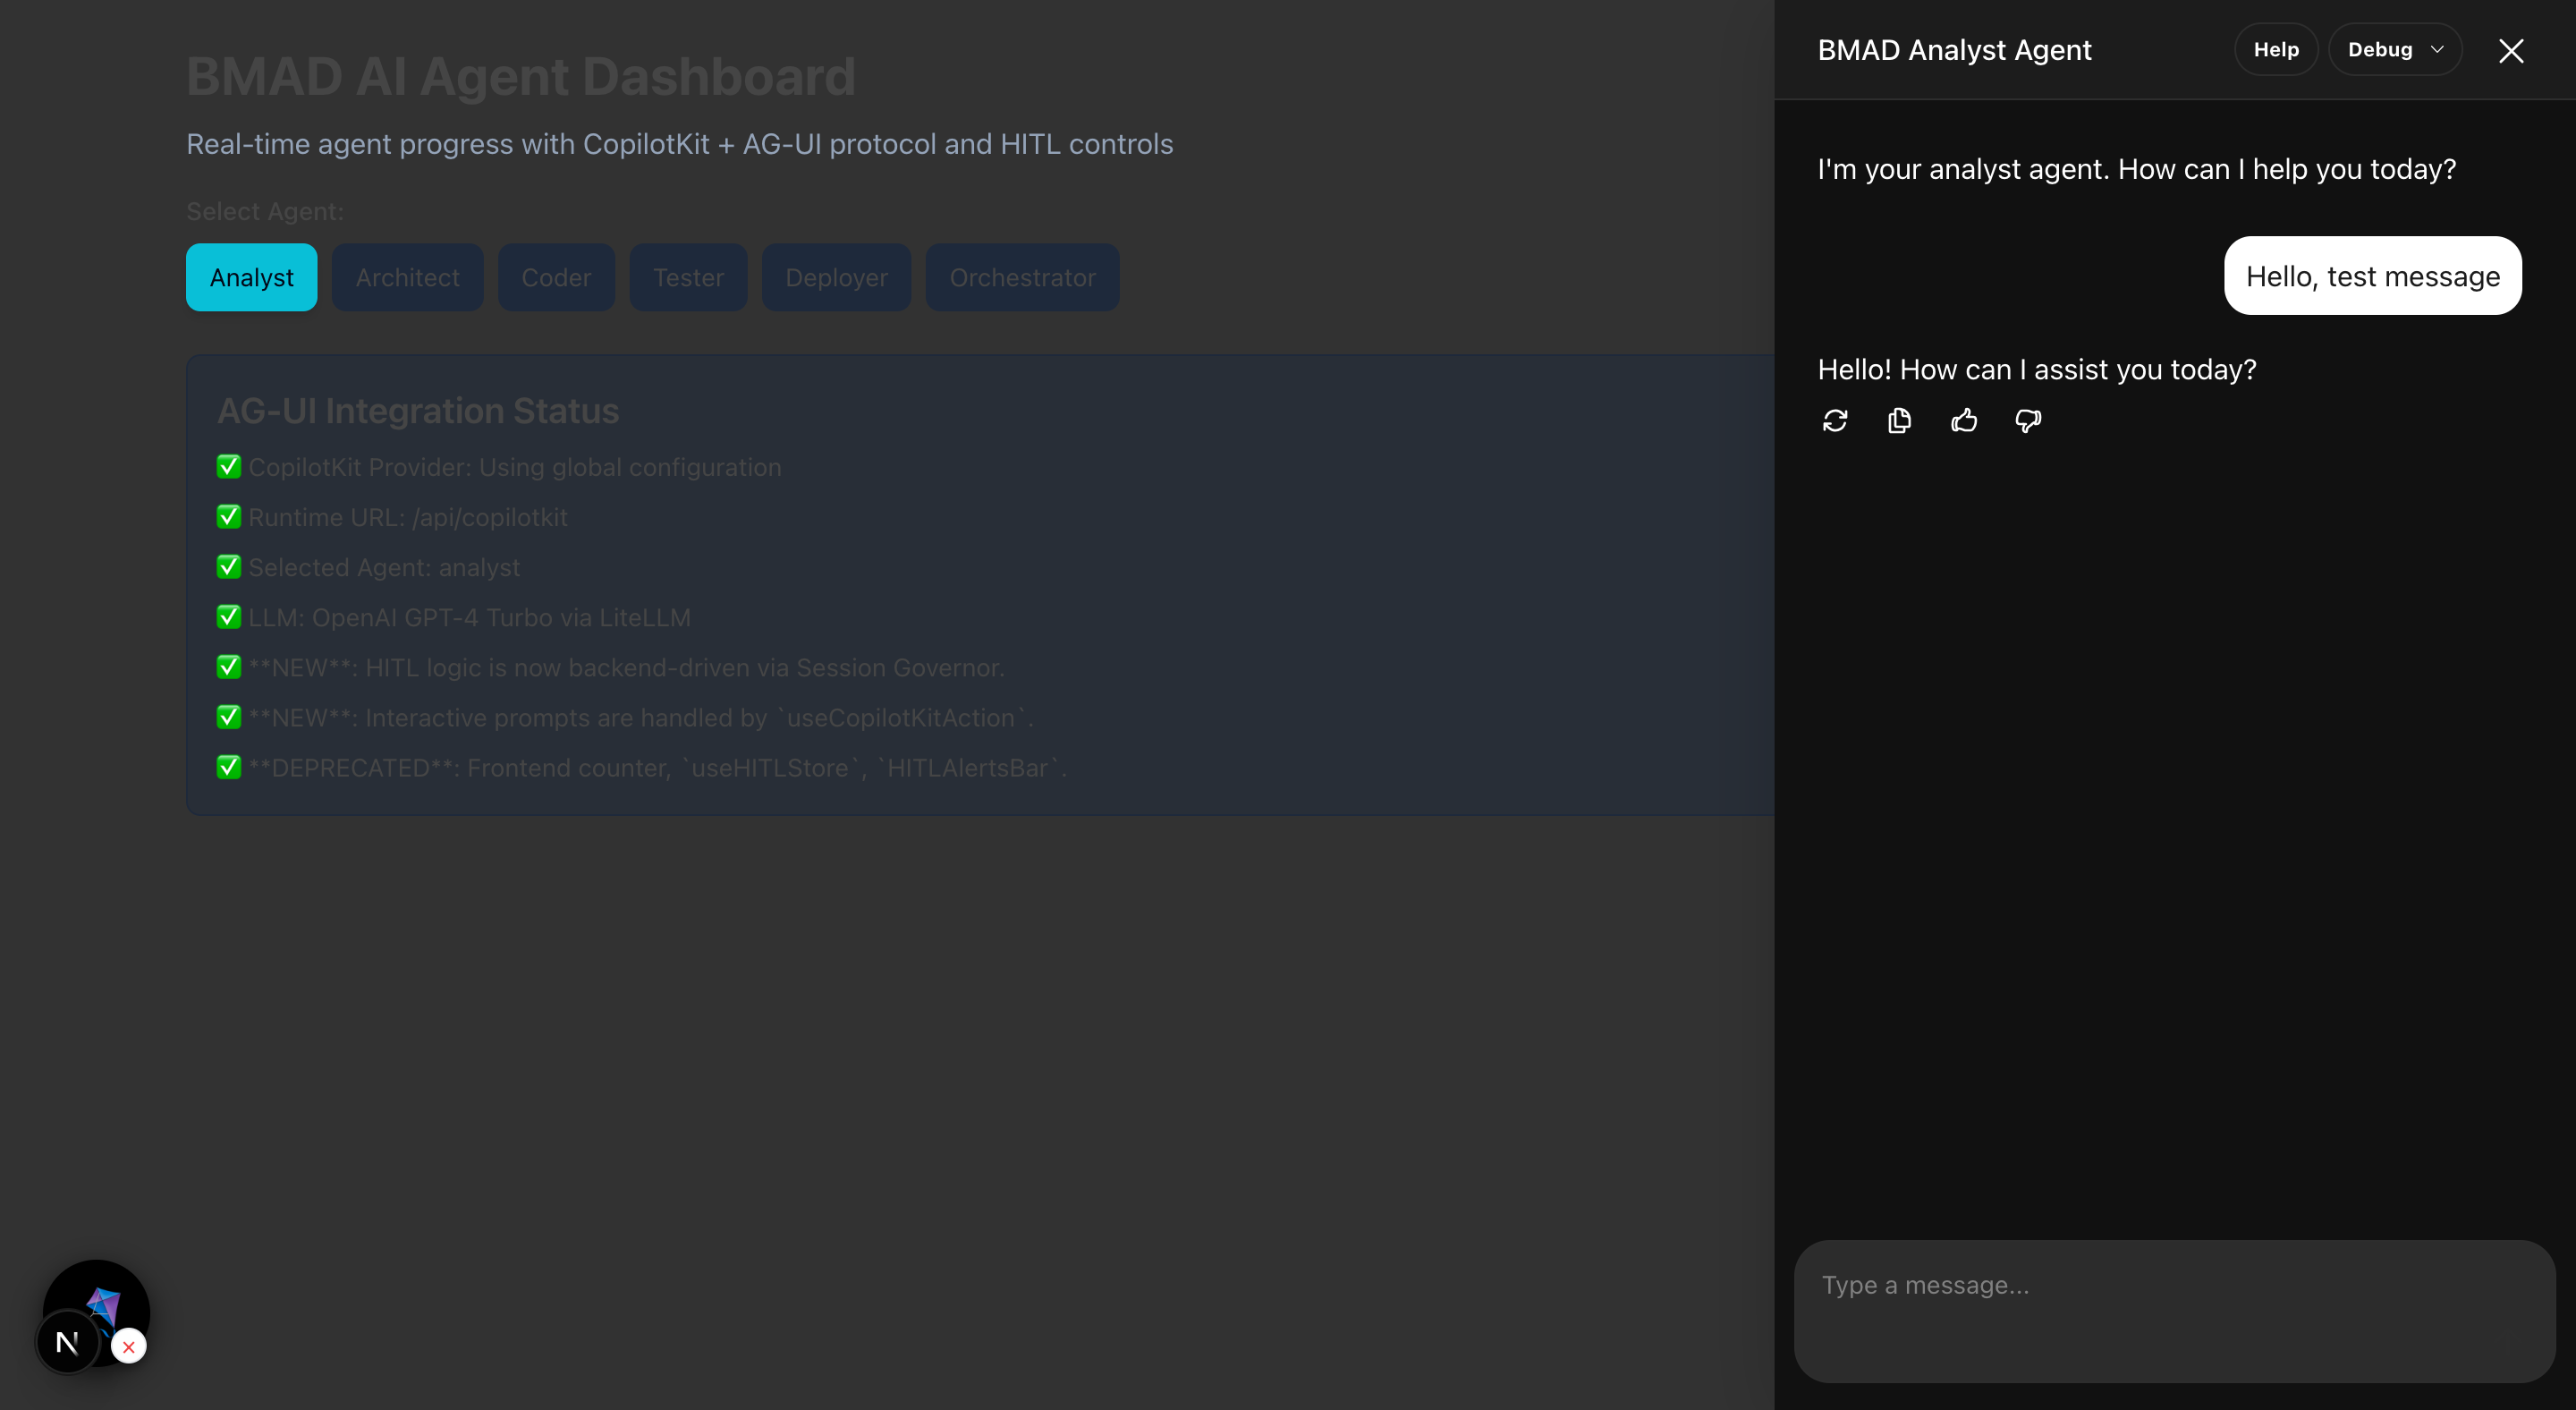 BMAD AI Agent Dashboard
Real-time agent progress with CopilotKit + AG-UI protocol and HITL controls
Select Agent:
Analyst
Architect
Coder
Tester
Deployer
Orchestrator
AG-UI Integration Status
✅ CopilotKit Provider: Using global configuration
✅ Runtime URL: /api/copilotkit
✅ Selected Agent: analyst
✅ LLM: OpenAI GPT-4 Turbo via LiteLLM
✅ **NEW**: HITL logic is now backend-driven via Session Governor.
✅ **NEW**: Interactive prompts are handled by `useCopilotKitAction`.
✅ **DEPRECATED**: Frontend counter, `useHITLStore`, `HITLAlertsBar`.
N
BMAD Analyst Agent
Help
Debug
I'm your analyst agent. How can I help you today?
Hello, test message
Hello! How can I assist you today?
Type a message...